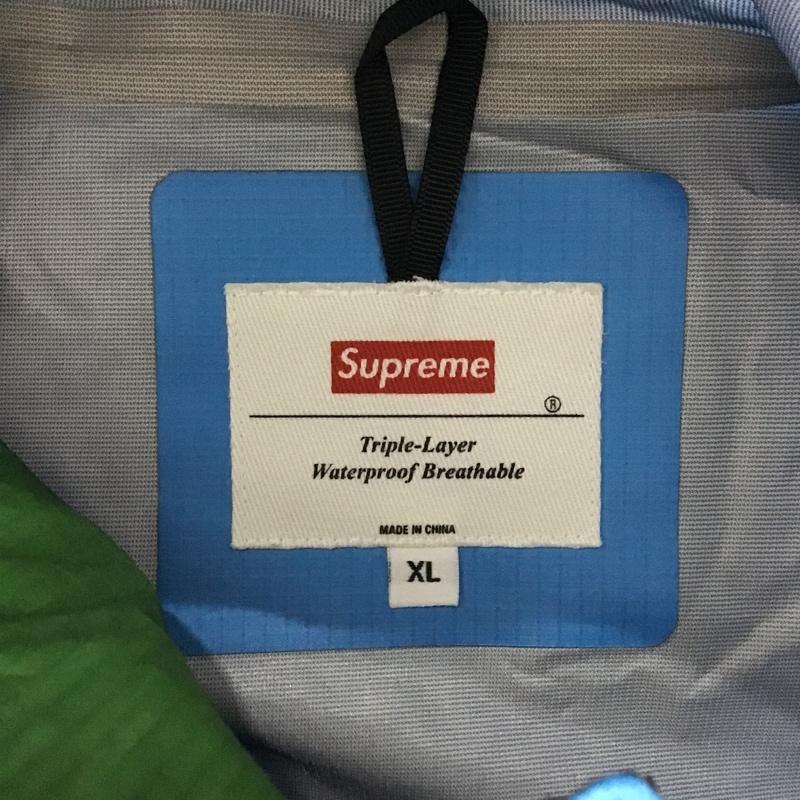 Supreme
®
Triple-Layer
Waterproof Breathable
MADE IN CHINA
XL